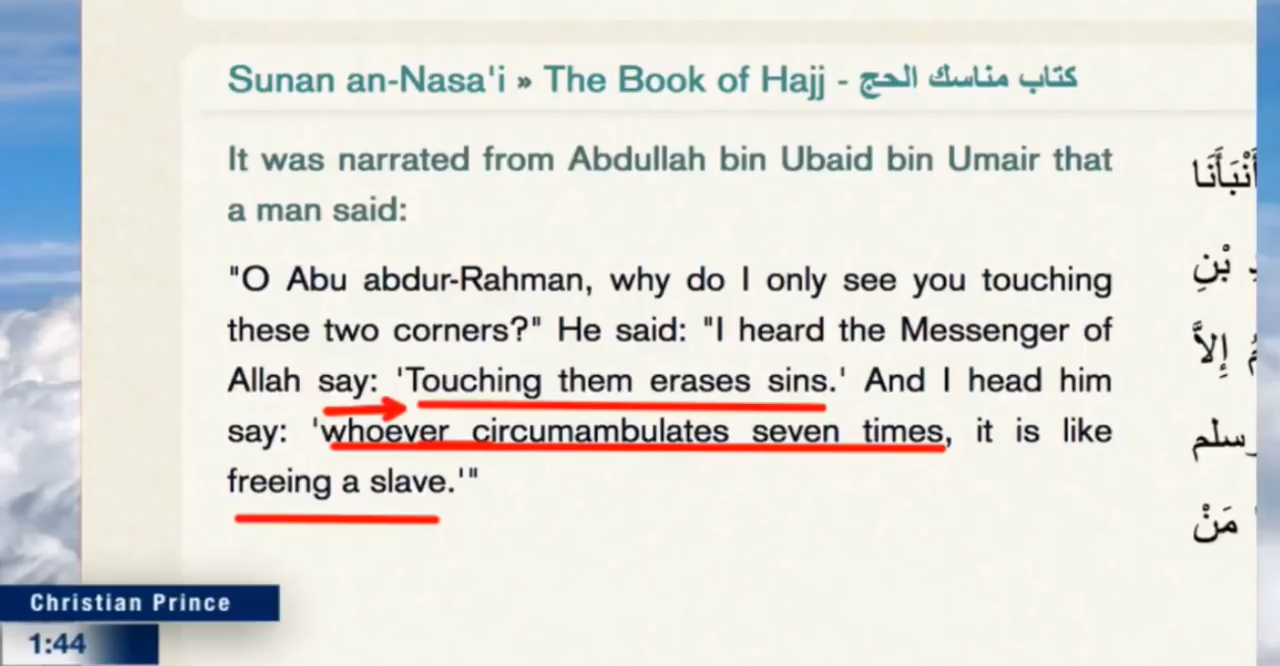 Sunan an-Nasa'i » The Book of Hajj - كتاب مناسك الحج
It was narrated from Abdullah bin Ubaid bin Umair that
a man said:
"O Abu abdur-Rahman, why do I only see you touching
these two corners?" He said: "I heard the Messenger of
Allah say: 'Touching them erases sins.' And I head him
say: 'whoever circumambulates seven times, it is like
freeing a slave.'"
أَنْبَأَنَا
بْنِ
إِلاَّ
وسلم
مَنْ
Christian Prince
1:44